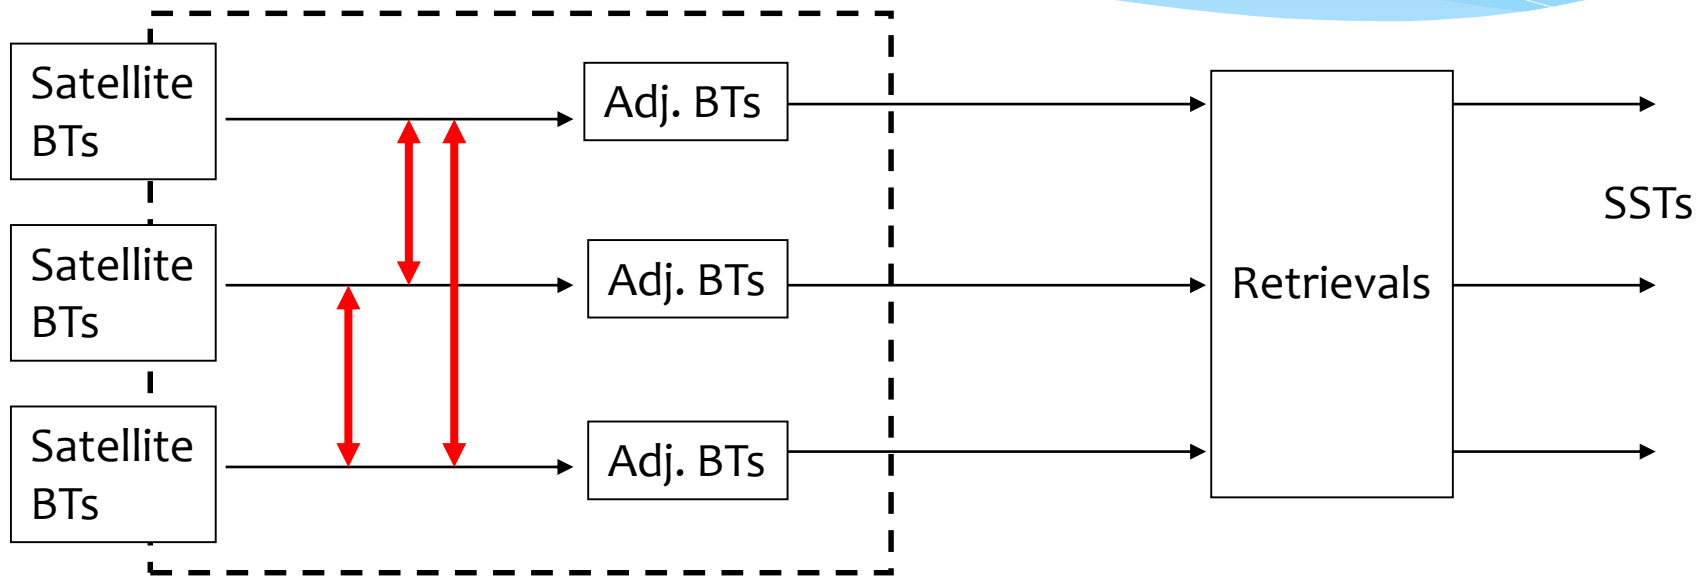 Satellite
BTs
Adj. BTs
Satellite
BTs
Adj. BTs
Satellite
BTs
Adj. BTs
Retrievals
SSTs